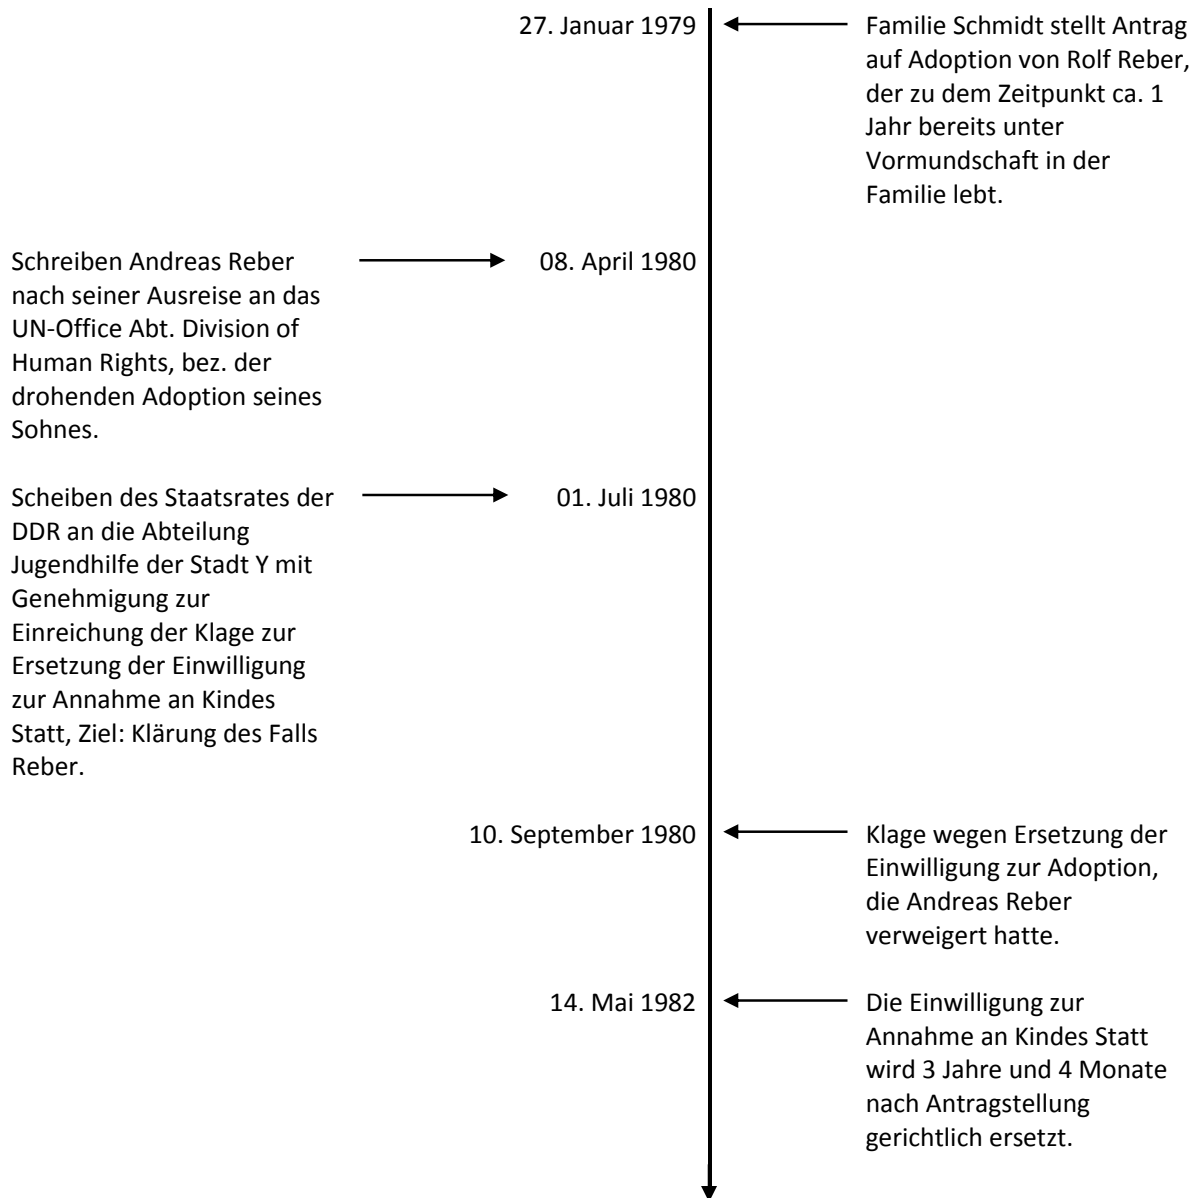 27. Januar 1979
Familie Schmidt stellt Antrag
auf Adoption von Rolf Reber,
der zu dem Zeitpunkt ca. 1
Jahr bereits unter
Vormundschaft in der
Familie lebt.
Schreiben Andreas Reber
nach seiner Ausreise an das
UN-Office Abt. Division of
Human Rights, bez. der
drohenden Adoption seines
Sohnes.
08. April 1980
Scheiben des Staatsrates der
DDR an die Abteilung
Jugendhilfe der Stadt Y mit
Genehmigung zur
Einreichung der Klage zur
Ersetzung der Einwilligung
zur Annahme an Kindes
Statt, Ziel: Klärung des Falls
Reber.
01. Juli 1980
10. September 1980
Klage wegen Ersetzung der
Einwilligung zur Adoption,
die Andreas Reber
verweigert hatte.
14. Mai 1982
Die Einwilligung zur
Annahme an Kindes Statt
wird 3 Jahre und 4 Monate
nach Antragstellung
gerichtlich ersetzt.